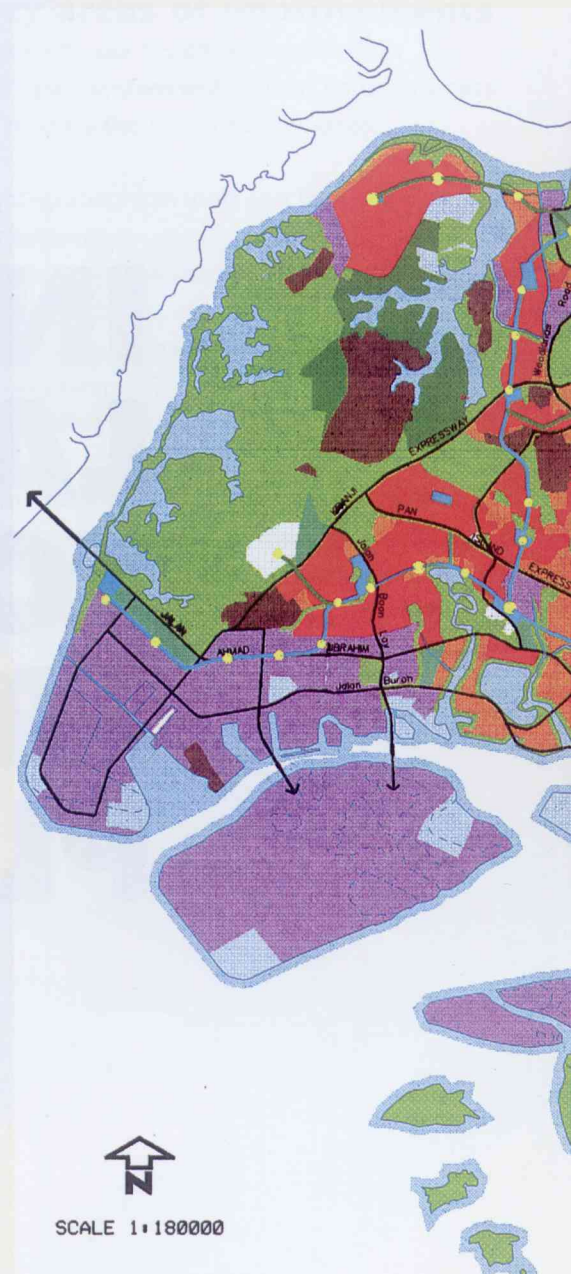 Road
Woodlands
EXPRESSWAY
KRANJI
PAN
ISLAND
EXPRESS
Jalan
Boon
Lay
JALAN
AHMAD
IBRAHIM
Jalan
Buroh
N
SCALE 1:180000